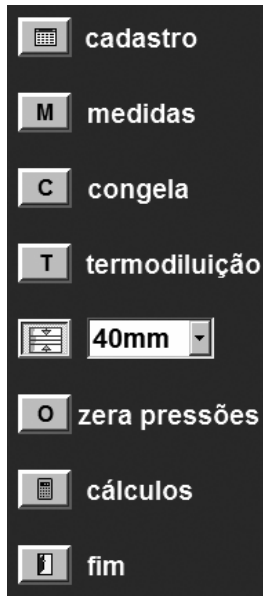 cadastro
M medidas
C congela
T termodiluição
40mm
O zera pressões
cálculos
fim